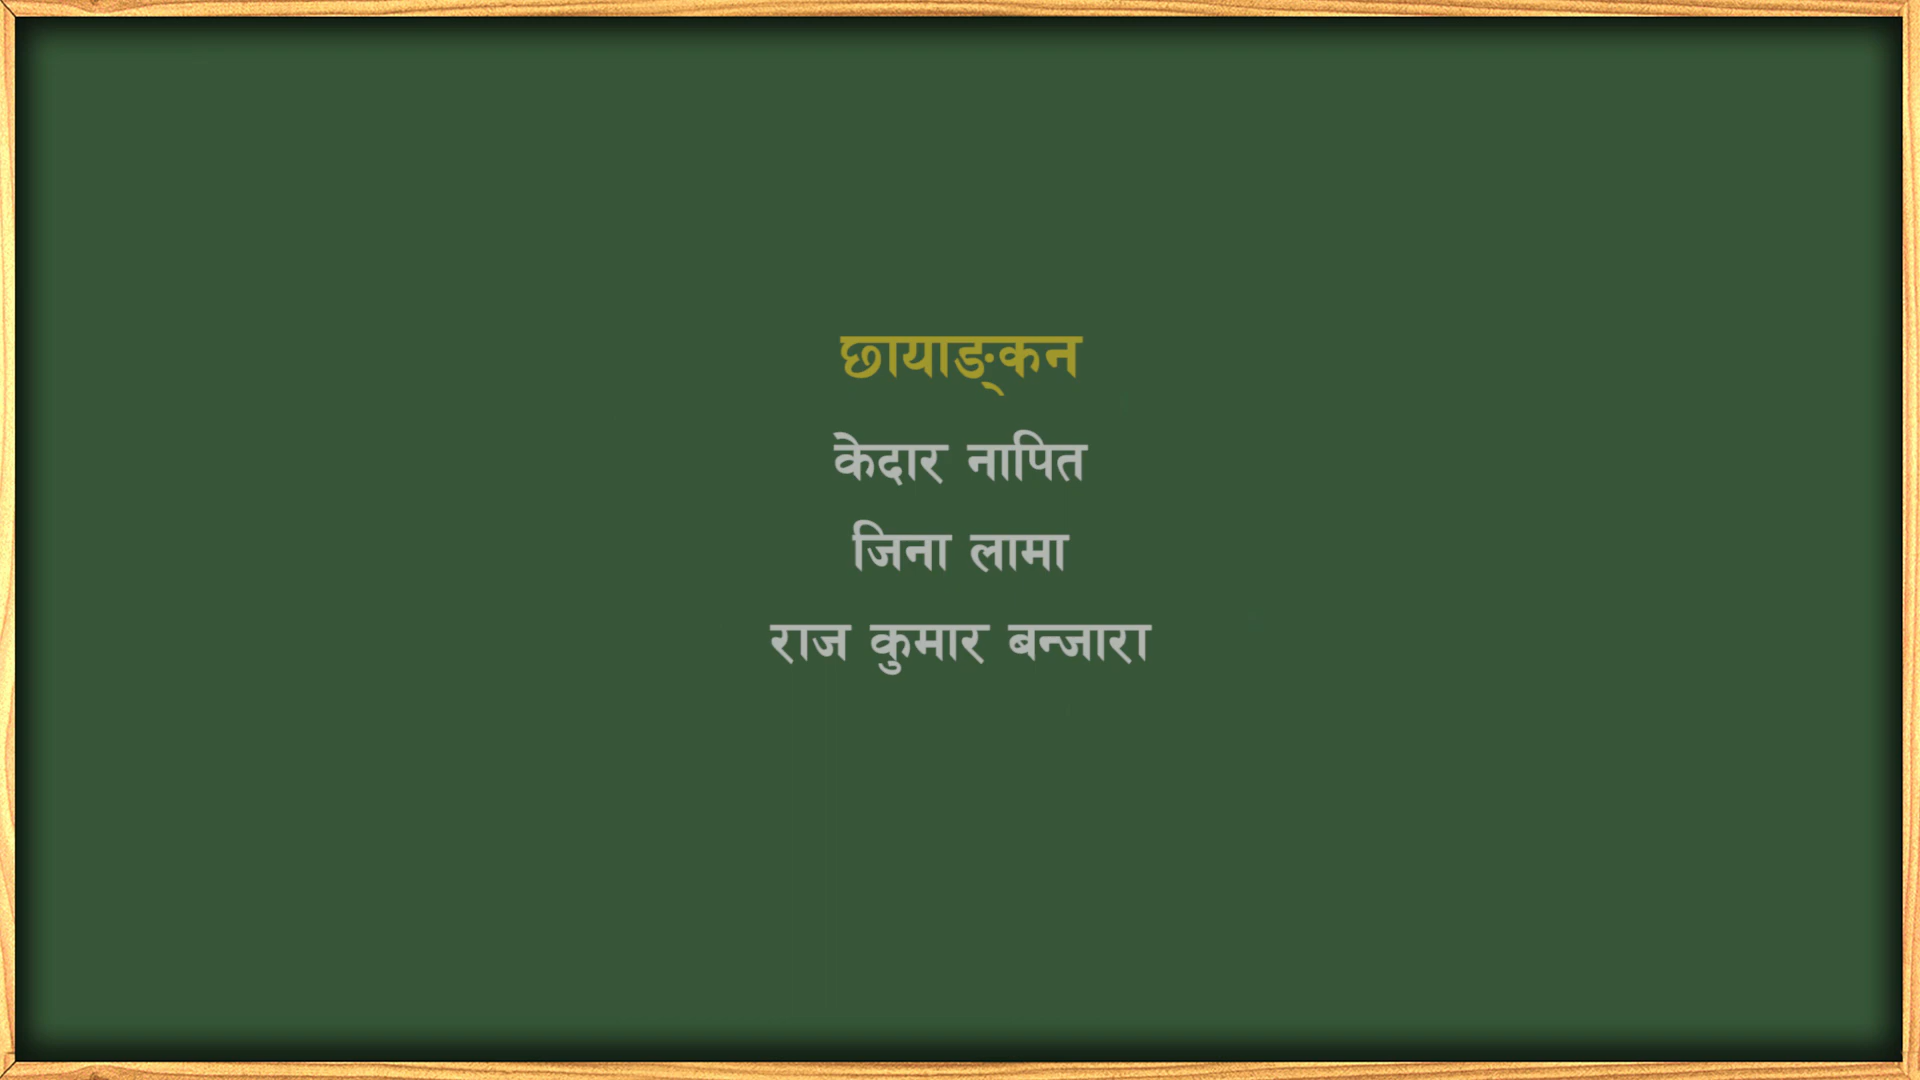 छायाङ्कन
केदार नापित
जिना लामा
राज कुमार बन्जारा